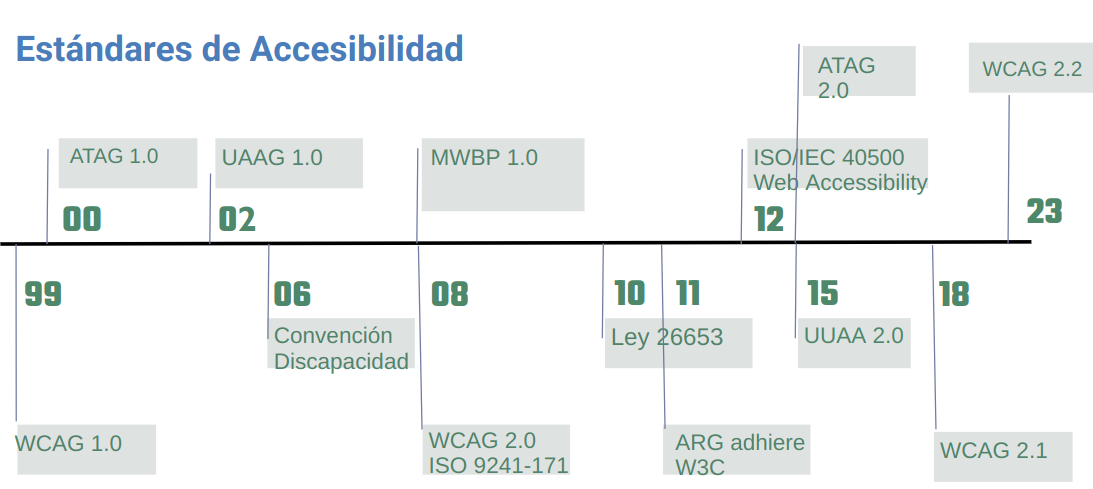 Estándares de Accesibilidad
ATAG
2.0
WCAG 2.2
ATAG 1.0
UAAG 1.0
MWBP 1.0
ISO/IEC 40500
Web Accessibility
00
02
12
23
99
06
08
10
11
15
18
Convención
Discapacidad
Ley 26653
UUAA 2.0
WCAG 1.0
WCAG 2.0
ISO 9241-171
ARG adhiere
W3C
WCAG 2.1